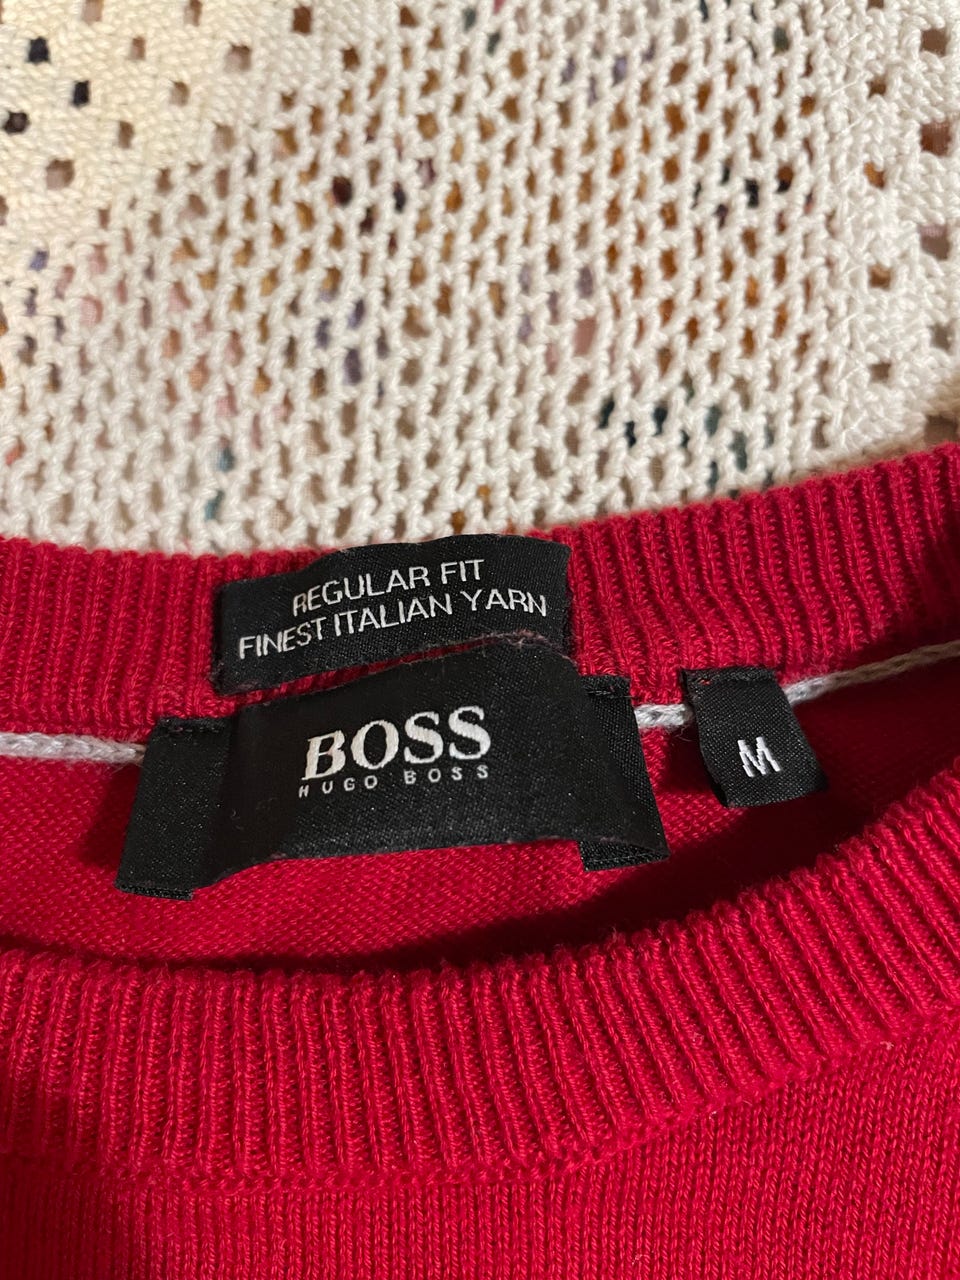 REGULAR FIT
FINEST ITALIAN YARN
BOSS
HUGO BOSS
M